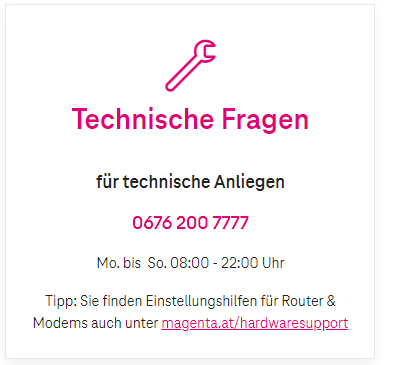 Technische Fragen
für technische Anliegen
0676 200 7777
Mo. bis So. 08:00 - 22:00 Uhr
Tipp: Sie finden Einstellungshilfen für Router &
Modems auch unter magenta.at/hardwaresupport